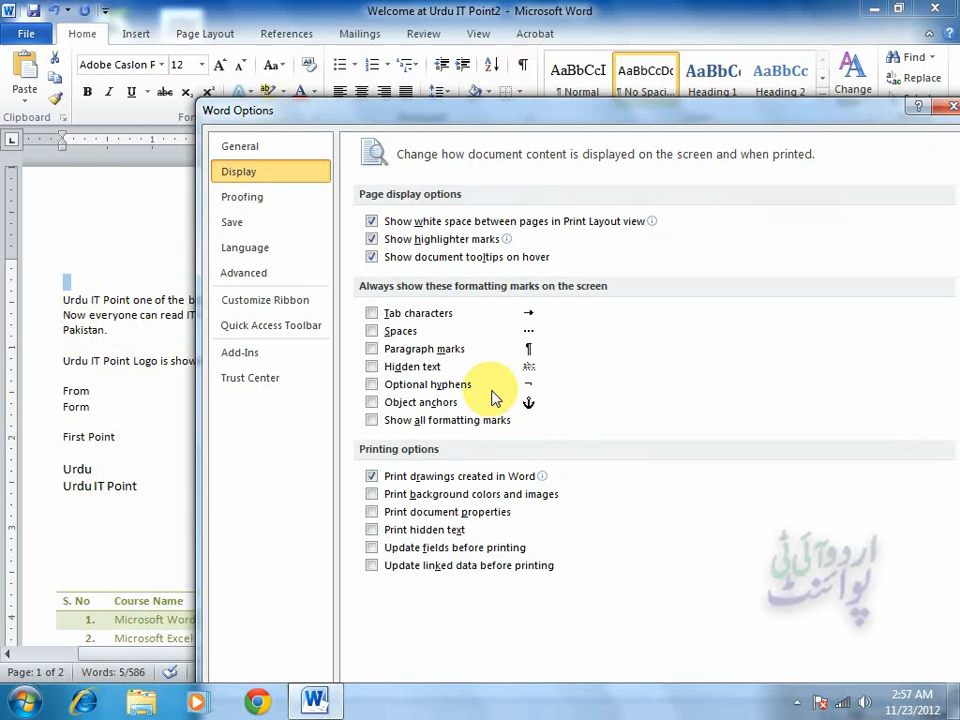 Welcome at Urdu IT Point2 - Microsoft Word
File Home Insert Page Layout References Mailings Review View Acrobat
Adobe Caslon P 12 Aa
Find
Paste
B I U abc x A
AaBbCcI AaBbCcDc AaBbCc AaBbCc
¶ Normal ¶ No Spaci... Heading 1 Heading 2
Change
Replace
Clipboard
Word Options
General
Display
Proofing
Save
Language
Advanced
Customize Ribbon
Quick Access Toolbar
Add-Ins
Trust Center
Change how document content is displayed on the screen and when printed.
Page display options
Show white space between pages in Print Layout view
Show highlighter marks
Show document tooltips on hover
Always show these formatting marks on the screen
Tab characters →
Spaces ...
Paragraph marks ¶
Hidden text abc
Optional hyphens ¬
Object anchors
Show all formatting marks
Printing options
Print drawings created in Word
Print background colors and images
Print document properties
Print hidden text
Update fields before printing
Update linked data before printing
Urdu IT Point one of the b
Now everyone can read IT
Pakistan.
Urdu IT Point Logo is show
From
Form
First Point
Urdu
Urdu IT Point
S. No Course Name
1. Microsoft Word
2. Microsoft Excel
اردو آئی ٹی
پوائنٹ
Page: 1 of 2 Words: 5/586
2:57 AM
11/23/2012